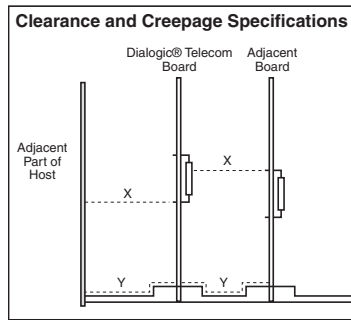 Clearance and Creepage Specifications
Dialogic® Telecom
Board
Adjacent
Board
Adjacent
Part of
Host
X
X
Y
Y